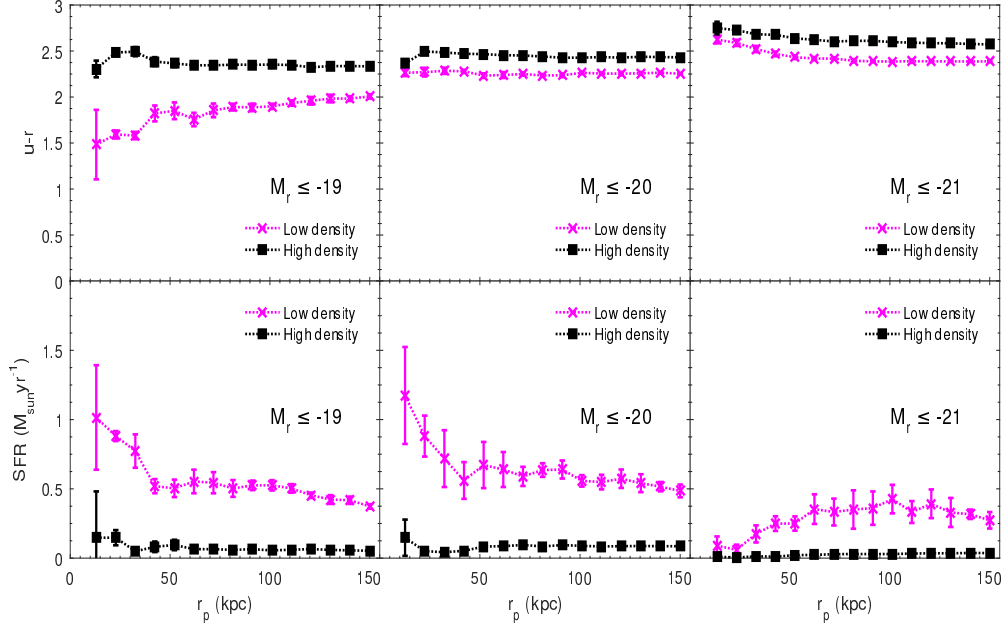 3
2.5
2
1.5
1
0.5
0
u-r
M_r ≤ -19
Low density
High density
M_r ≤ -20
Low density
High density
M_r ≤ -21
Low density
High density
1.5
1
0.5
0
SFR (M_sun yr^-1)
Low density
High density
M_r ≤ -19
Low density
High density
M_r ≤ -20
Low density
High density
M_r ≤ -21
0 50 100 150
50 100 150
50 100 150
r_p (kpc)
r_p (kpc)
r_p (kpc)